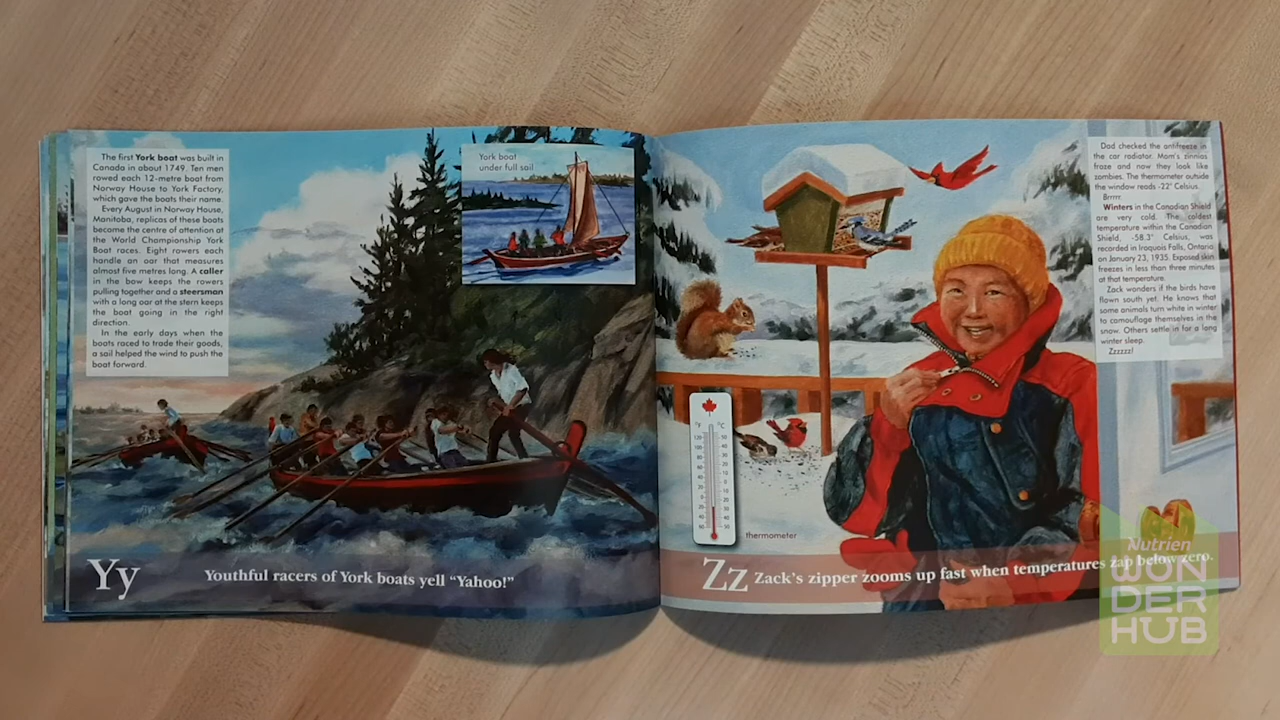 The first York boat was built in
Canada in about 1749. Ten men
rowed each 12-metre boat from
Norway House to York Factory,
which gave the boats their name.
Every August in Norway House,
Manitoba, replicas of these boats
become the centre of attention at
the World Championship York
Boat races. Eight rowers each
handle an oar that measures
almost five metres long. A caller
in the bow keeps the rowers
pulling together and a steersman
with a long oar at the stern keeps
the boat going in the right
direction.
In the early days when the
boats raced to trade their goods,
a sail helped the wind to push the
boat forward.
York boat
under full sail
Yy
Youthful racers of York boats yell “Yahoo!”
Dad checked the antifreeze in
the car radiator. Mom's zinnias
froze and now they look like
zombies. The thermometer outside
the window reads -22° Celsius.
Brrrr.
Winters in the Canadian Shield
are very cold. The coldest
temperature within the Canadian
Shield, -58.3° Celsius, was
recorded in Iroquois Falls, Ontario
on January 23, 1935. Exposed skin
freezes in less than three minutes
at that temperature.
Zack wonders if the birds have
flown south yet. He knows that
some animals turn white in winter
to camouflage themselves in the
snow. Others settle in for a long
winter sleep.
Zzzzzz!
°F °C
thermometer
Zz
Zack's zipper zooms up fast when temperatures zap below zero.
Nutrien
WON
DER
HUB